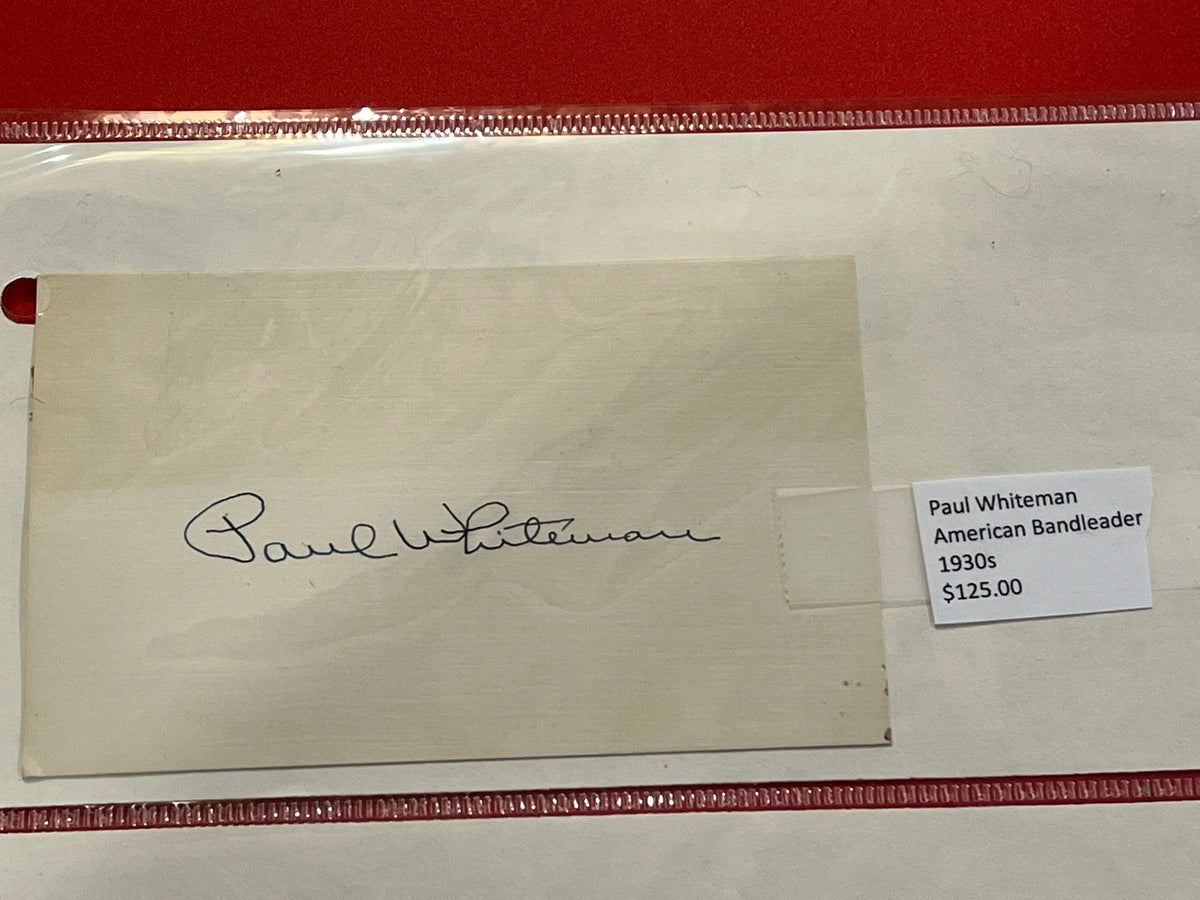 Paul Whiteman
Paul Whiteman
American Bandleader
1930s
$125.00